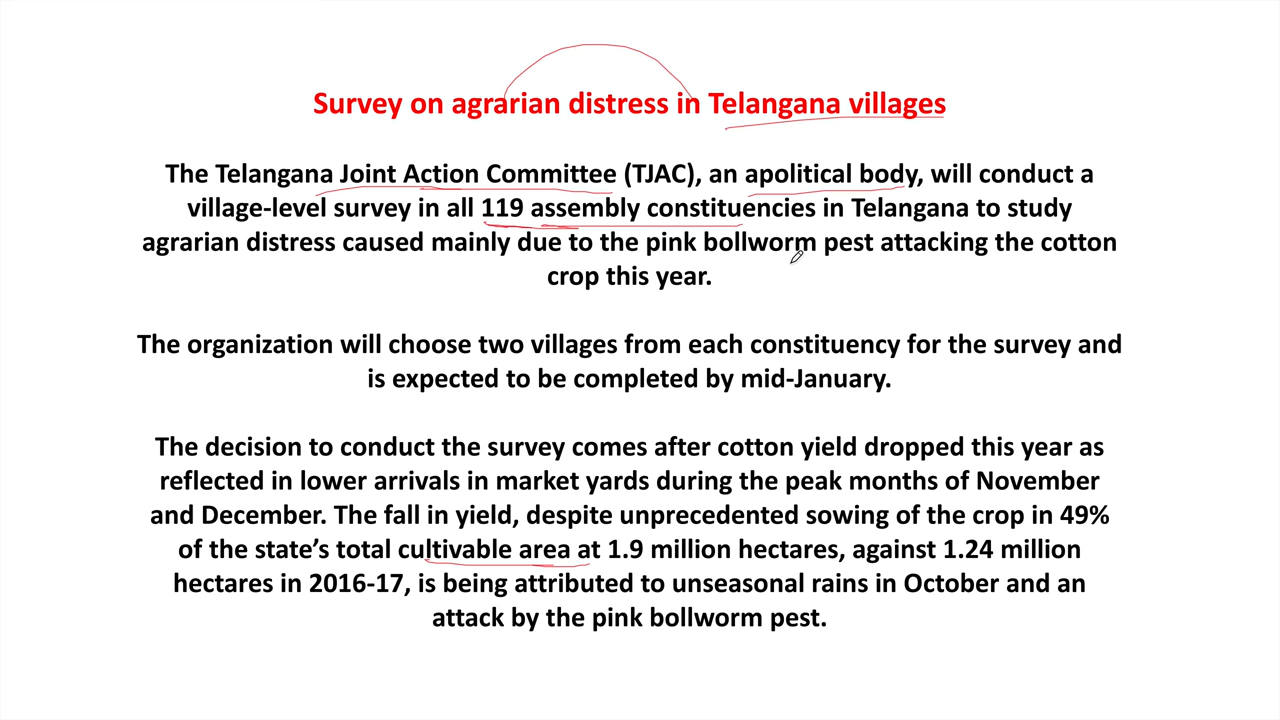 Survey on agrarian distress in Telangana villages
The Telangana Joint Action Committee (TJAC), an apolitical body, will conduct a
village-level survey in all 119 assembly constituencies in Telangana to study
agrarian distress caused mainly due to the pink bollworm pest attacking the cotton
crop this year.
The organization will choose two villages from each constituency for the survey and
is expected to be completed by mid-January.
The decision to conduct the survey comes after cotton yield dropped this year as
reflected in lower arrivals in market yards during the peak months of November
and December. The fall in yield, despite unprecedented sowing of the crop in 49%
of the state’s total cultivable area at 1.9 million hectares, against 1.24 million
hectares in 2016-17, is being attributed to unseasonal rains in October and an
attack by the pink bollworm pest.